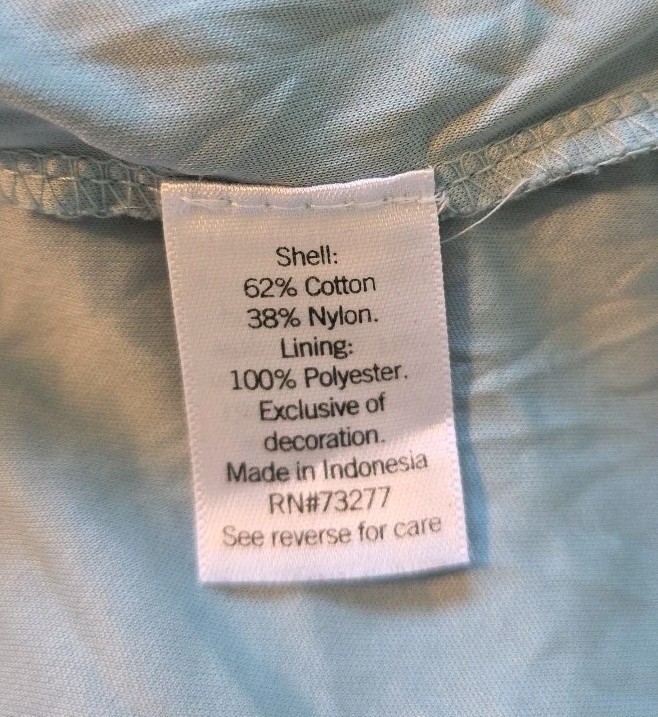 Shell:
62% Cotton
38% Nylon.
Lining:
100% Polyester.
Exclusive of
decoration.
Made in Indonesia
RN#73277
See reverse for care